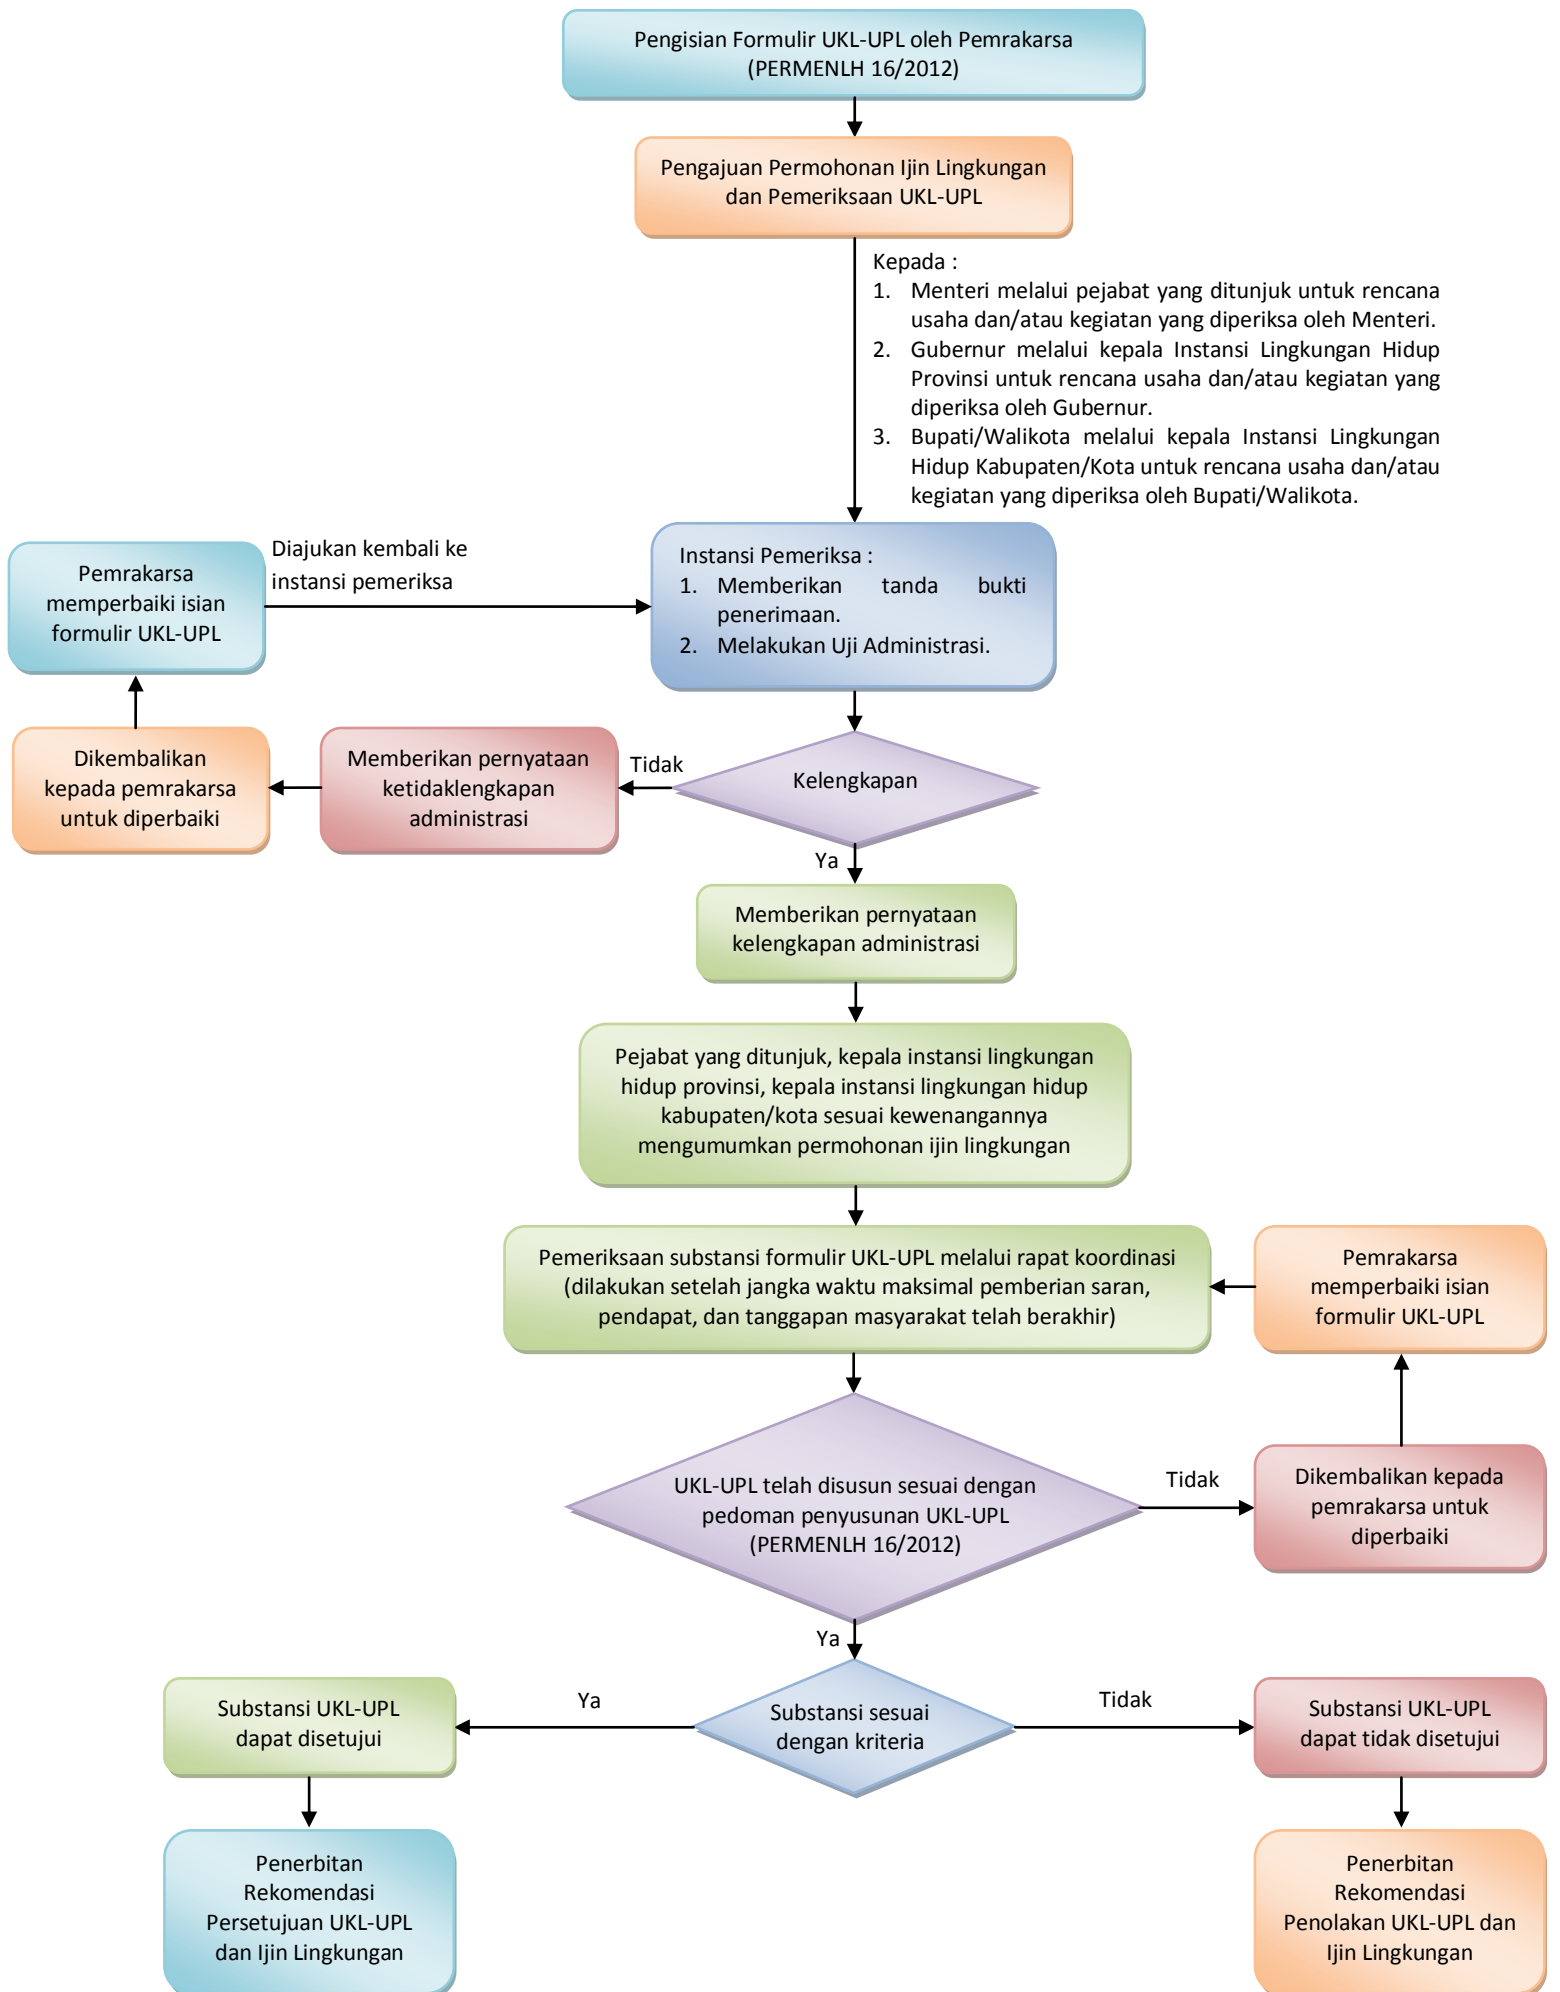 Pengisian Formulir UKL-UPL oleh Pemrakarsa
(PERMENLH 16/2012)
Pengajuan Permohonan Ijin Lingkungan
dan Pemeriksaan UKL-UPL
Kepada :
1. Menteri melalui pejabat yang ditunjuk untuk rencana
usaha dan/atau kegiatan yang diperiksa oleh Menteri.
2. Gubernur melalui kepala Instansi Lingkungan Hidup
Provinsi untuk rencana usaha dan/atau kegiatan yang
diperiksa oleh Gubernur.
3. Bupati/Walikota melalui kepala Instansi Lingkungan
Hidup Kabupaten/Kota untuk rencana usaha dan/atau
kegiatan yang diperiksa oleh Bupati/Walikota.
Pemrakarsa
memperbaiki isian
formulir UKL-UPL
Diajukan kembali ke
instansi pemeriksa
Instansi Pemeriksa :
1. Memberikan tanda bukti
penerimaan.
2. Melakukan Uji Administrasi.
Dikembalikan
kepada pemrakarsa
untuk diperbaiki
Memberikan pernyataan
ketidaklengkapan
administrasi
Tidak
Kelengkapan
Ya
Memberikan pernyataan
kelengkapan administrasi
Pejabat yang ditunjuk, kepala instansi lingkungan
hidup provinsi, kepala instansi lingkungan hidup
kabupaten/kota sesuai kewenangannya
mengumumkan permohonan ijin lingkungan
Pemeriksaan substansi formulir UKL-UPL melalui rapat koordinasi
(dilakukan setelah jangka waktu maksimal pemberian saran,
pendapat, dan tanggapan masyarakat telah berakhir)
Pemrakarsa
memperbaiki isian
formulir UKL-UPL
UKL-UPL telah disusun sesuai dengan
pedoman penyusunan UKL-UPL
(PERMENLH 16/2012)
Tidak
Dikembalikan kepada
pemrakarsa untuk
diperbaiki
Ya
Substansi UKL-UPL
dapat disetujui
Ya
Substansi sesuai
dengan kriteria
Tidak
Substansi UKL-UPL
dapat tidak disetujui
Penerbitan
Rekomendasi
Persetujuan UKL-UPL
dan Ijin Lingkungan
Penerbitan
Rekomendasi
Penolakan UKL-UPL dan
Ijin Lingkungan